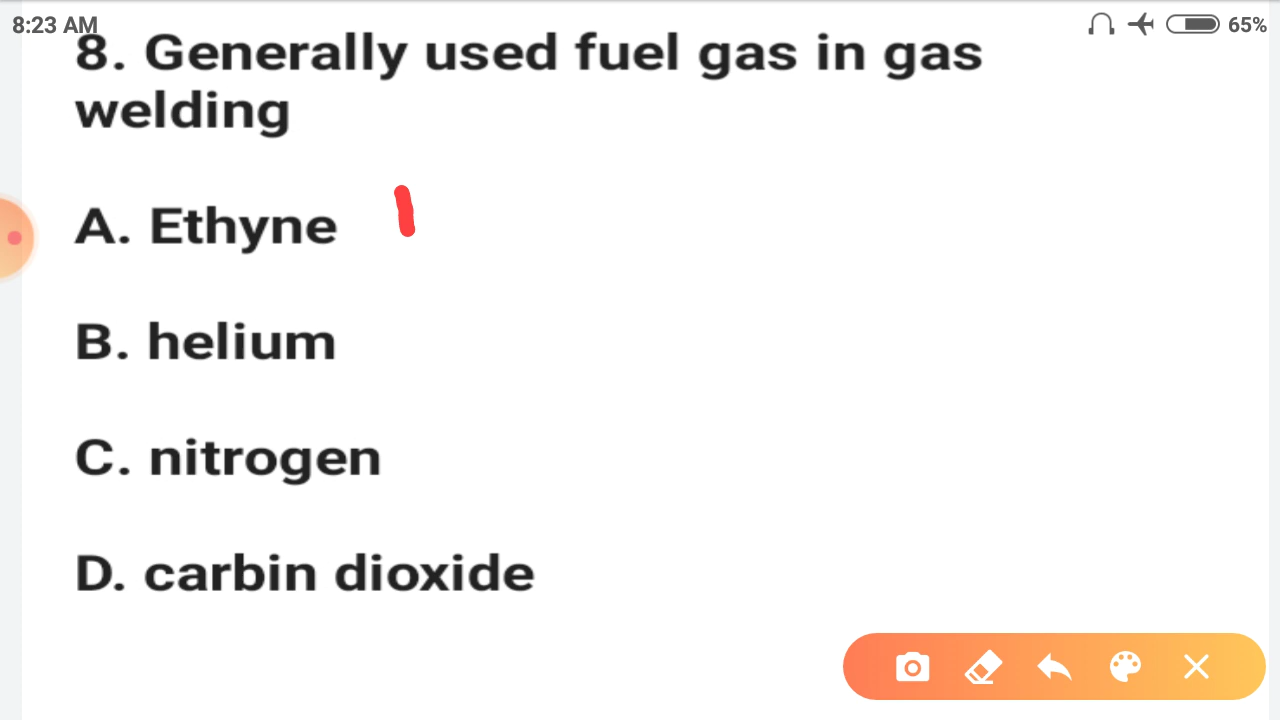 8:23 AM
65%
8. Generally used fuel gas in gas
welding
A. Ethyne
B. helium
C. nitrogen
D. carbin dioxide